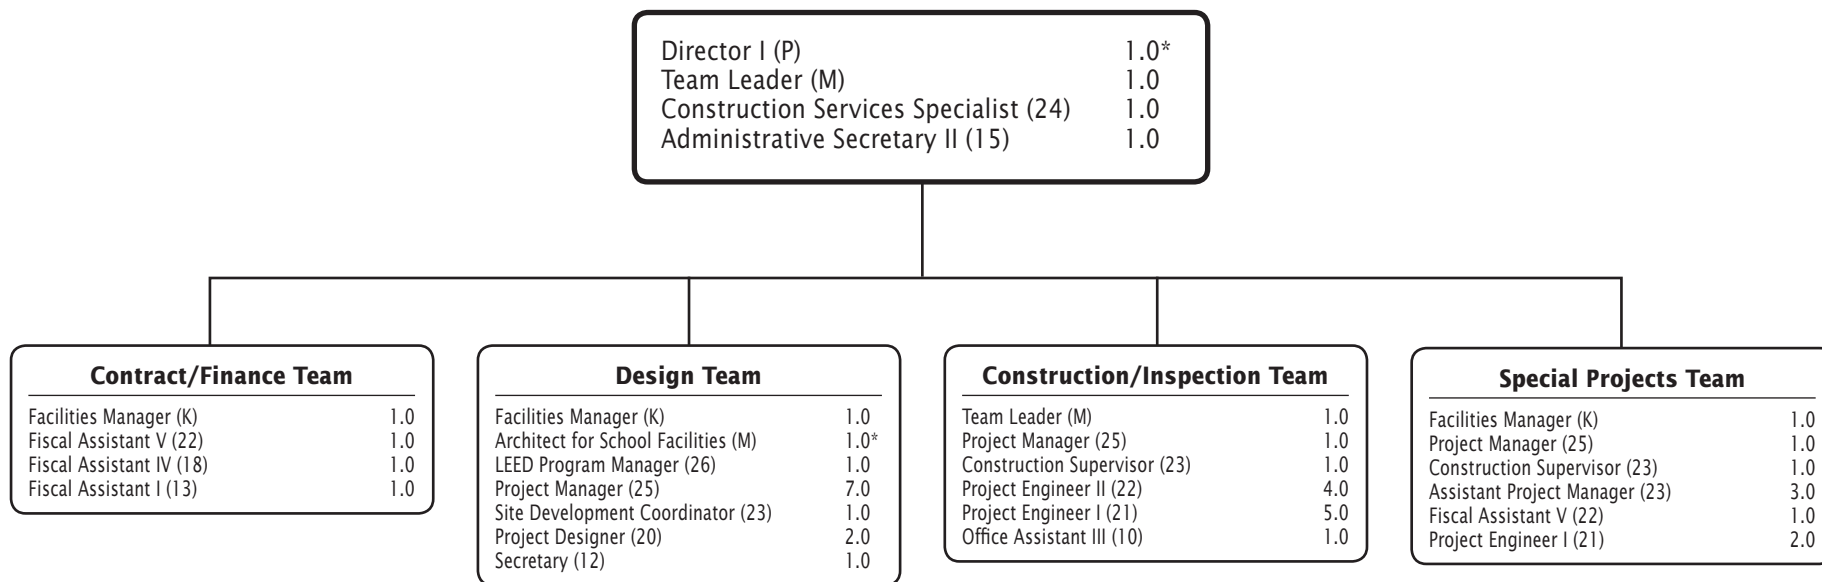 Director I (P) 1.0*
Team Leader (M) 1.0
Construction Services Specialist (24) 1.0
Administrative Secretary II (15) 1.0
Contract/Finance Team
Facilities Manager (K) 1.0
Fiscal Assistant V (22) 1.0
Fiscal Assistant IV (18) 1.0
Fiscal Assistant I (13) 1.0
Design Team
Facilities Manager (K) 1.0
Architect for School Facilities (M) 1.0*
LEED Program Manager (26) 1.0
Project Manager (25) 7.0
Site Development Coordinator (23) 1.0
Project Designer (20) 2.0
Secretary (12) 1.0
Construction/Inspection Team
Team Leader (M) 1.0
Project Manager (25) 1.0
Construction Supervisor (23) 1.0
Project Engineer II (22) 4.0
Project Engineer I (21) 5.0
Office Assistant III (10) 1.0
Special Projects Team
Facilities Manager (K) 1.0
Project Manager (25) 1.0
Construction Supervisor (23) 1.0
Assistant Project Manager (23) 3.0
Fiscal Assistant V (22) 1.0
Project Engineer I (21) 2.0